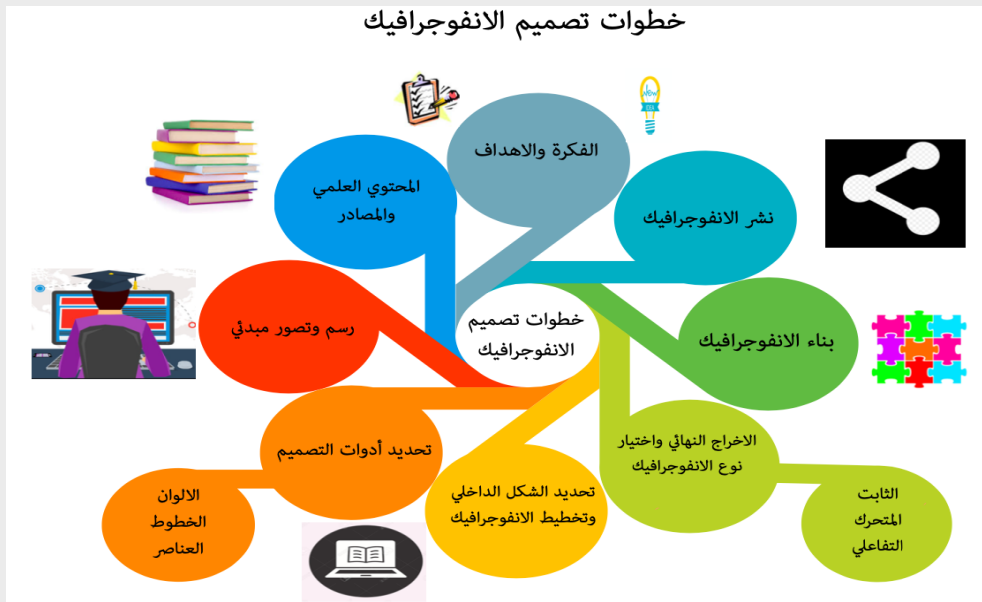 خطوات تصميم الانفوجرافيك
الفكرة والاهداف
المحتوي العلمي
والمصادر
رسم وتصور مبدئي
تحديد أدوات التصميم
الالوان
الخطوط
العناصر
تحديد الشكل الداخلي
وتخطيط الانفوجرافيك
الاخراج النهائي واختيار
نوع الانفوجرافيك
الثابت
المتحرك
التفاعلي
بناء الانفوجرافيك
نشر الانفوجرافيك
خطوات تصميم
الانفوجرافيك